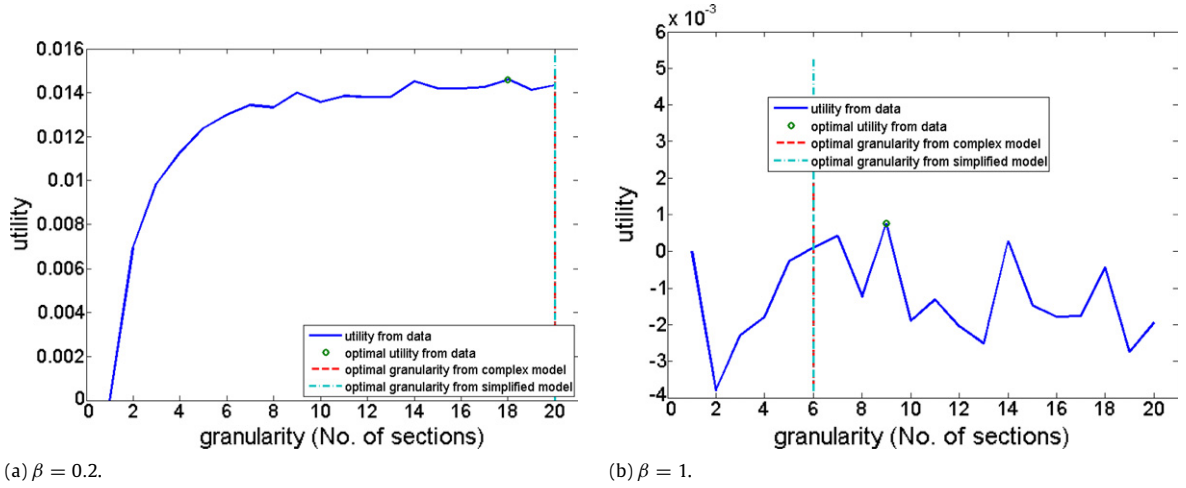 0.016
0.014
0.012
0.01
0.008
0.006
0.004
0.002
0
utility
0 2 4 6 8 10 12 14 16 18 20
granularity (No. of sections)
utility from data
optimal utility from data
optimal granularity from complex model
optimal granularity from simplified model
(a) β = 0.2.
x 10⁻³
6
5
4
3
2
1
0
-1
-2
-3
-4
utility
0 2 4 6 8 10 12 14 16 18 20
granularity (No. of sections)
utility from data
optimal utility from data
optimal granularity from complex model
optimal granularity from simplified model
(b) β = 1.